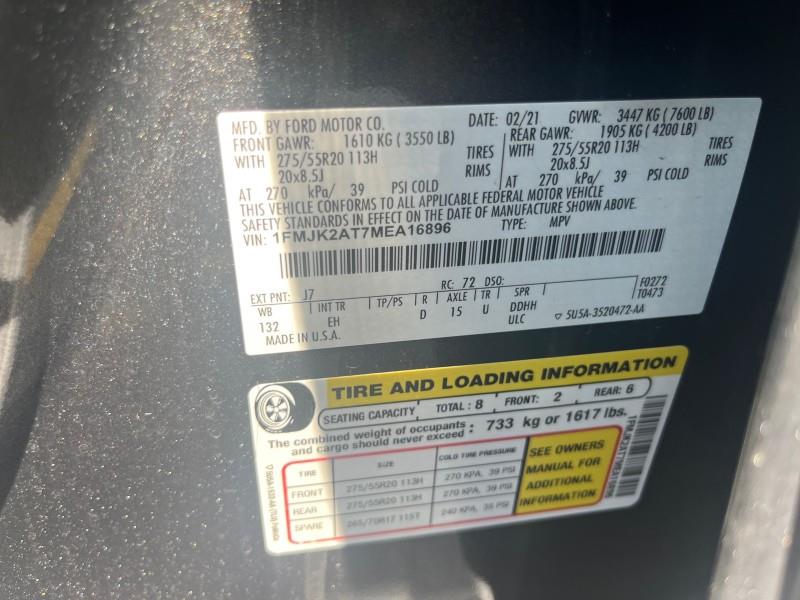 MFD. BY FORD MOTOR CO. DATE: 02/21 GVWR: 3447 KG ( 7600 LB)
FRONT GAWR: 1610 KG ( 3550 LB) REAR GAWR: 1905 KG ( 4200 LB)
WITH 275/55R20 113H TIRES WITH 275/55R20 113H TIRES
20x8.5J RIMS 20x8.5J RIMS
AT 270 kPa/ 39 PSI COLD AT 270 kPa/ 39 PSI COLD
THIS VEHICLE CONFORMS TO ALL APPLICABLE FEDERAL MOTOR VEHICLE
SAFETY STANDARDS IN EFFECT ON THE DATE OF MANUFACTURE SHOWN ABOVE.
VIN: 1FMJK2AT7MEA16896 TYPE: MPV
EXT PNT: J7 RC: 72 DSO: F0272
WB INT TR TP/PS R AXLE TR SPR T0473
132 EH D 15 U DDHH
ULC ▽ 5U5A-3520472-AA
MADE IN U.S.A.
TIRE AND LOADING INFORMATION
SEATING CAPACITY TOTAL : 8 FRONT: 2 REAR: 6
The combined weight of occupants and cargo should never exceed : 733 kg or 1617 lbs.
TIRE SIZE COLD TIRE PRESSURE
FRONT 275/55R20 113H 270 KPA, 39 PSI
REAR 275/55R20 113H 270 KPA, 39 PSI
SPARE 265/70R17 115T 240 KPA, 35 PSI
SEE OWNERS
MANUAL FOR
ADDITIONAL
INFORMATION
1FMJK2AT7MEA16896